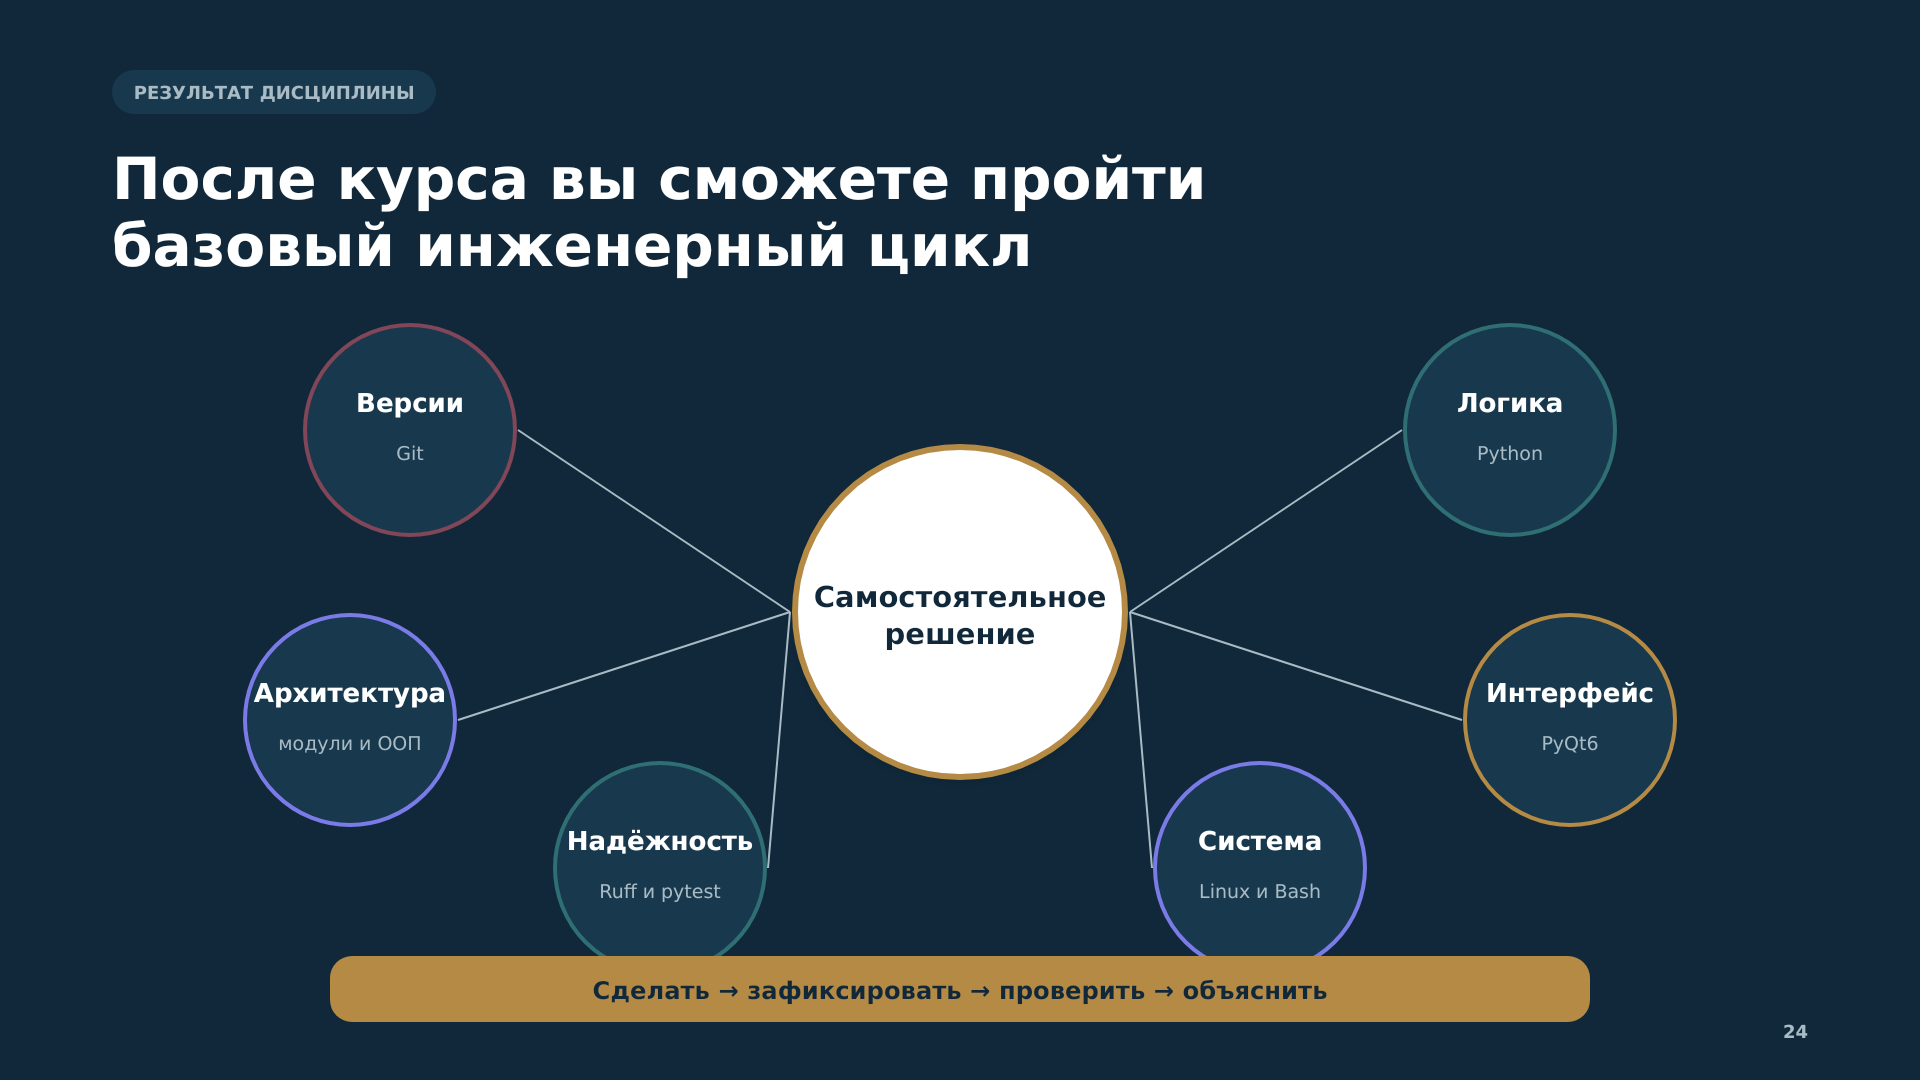 РЕЗУЛЬТАТ ДИСЦИПЛИНЫ
После курса вы сможете пройти
базовый инженерный цикл
Версии
Git
Логика
Python
Самостоятельное
решение
Архитектура
модули и ООП
Интерфейс
PyQt6
Надёжность
Ruff и pytest
Система
Linux и Bash
Сделать → зафиксировать → проверить → объяснить
24